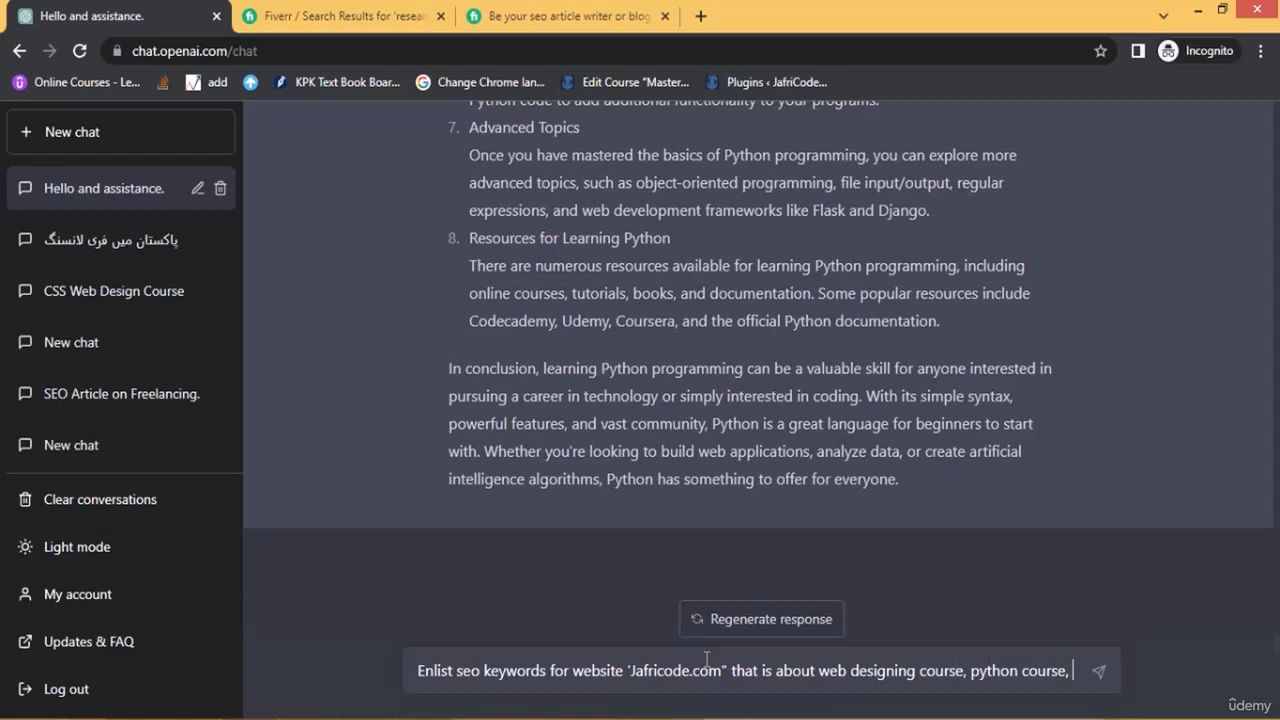 Hello and assistance.
Fiverr / Search Results for 'resear
Be your seo article writer or blog
chat.openai.com/chat
Incognito
Online Courses - Le...
add
KPK Text Book Boar...
Change Chrome lan...
Edit Course "Master...
Plugins ‹ JafriCode...
New chat
Hello and assistance.
پاکستان میں فری لانسنگ
CSS Web Design Course
New chat
SEO Article on Freelancing.
New chat
Clear conversations
Light mode
My account
Updates & FAQ
Log out
Python code to add additional functionality to your programs.
7. Advanced Topics
Once you have mastered the basics of Python programming, you can explore more
advanced topics, such as object-oriented programming, file input/output, regular
expressions, and web development frameworks like Flask and Django.
8. Resources for Learning Python
There are numerous resources available for learning Python programming, including
online courses, tutorials, books, and documentation. Some popular resources include
Codecademy, Udemy, Coursera, and the official Python documentation.
In conclusion, learning Python programming can be a valuable skill for anyone interested in
pursuing a career in technology or simply interested in coding. With its simple syntax,
powerful features, and vast community, Python is a great language for beginners to start
with. Whether you're looking to build web applications, analyze data, or create artificial
intelligence algorithms, Python has something to offer for everyone.
Regenerate response
Enlist seo keywords for website 'Jafricode.com" that is about web designing course, python course,
ûdemy